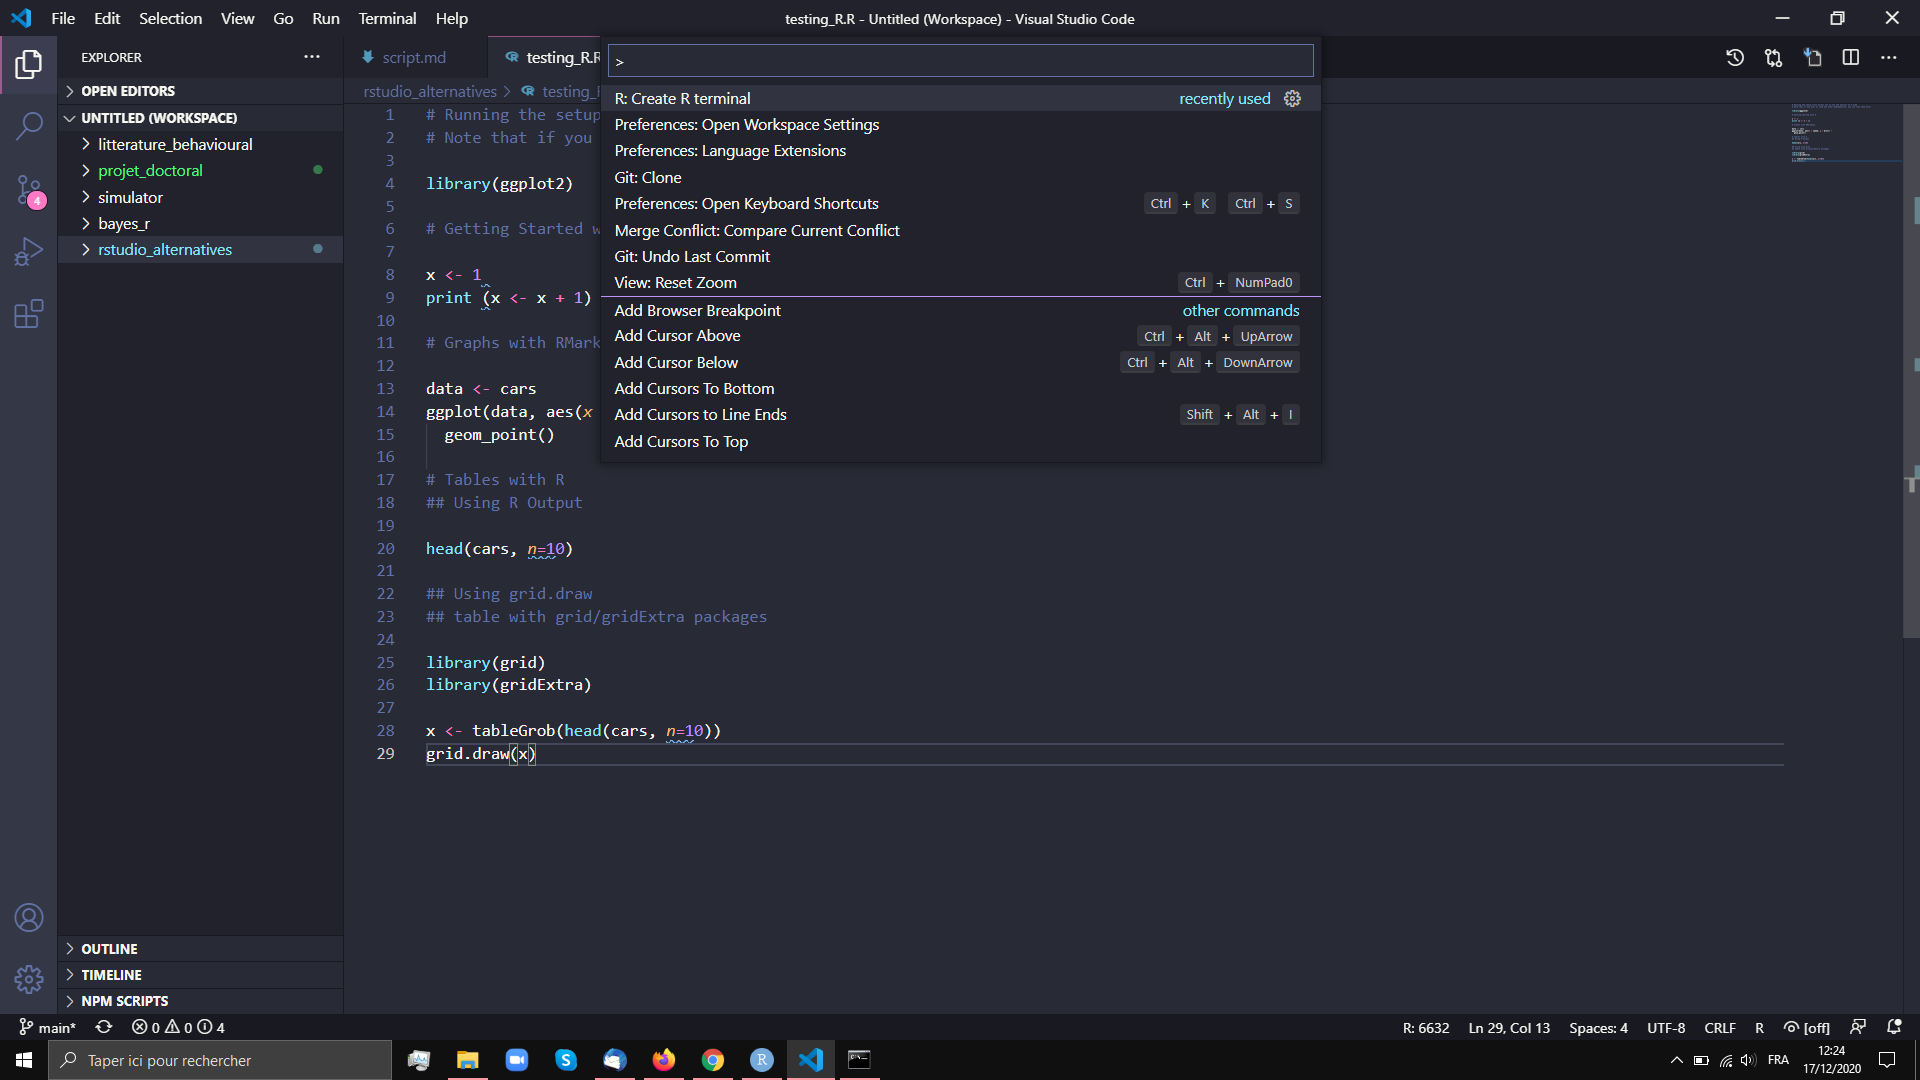 File Edit Selection View Go Run Terminal Help
testing_R.R - Untitled (Workspace) - Visual Studio Code
EXPLORER
OPEN EDITORS
UNTITLED (WORKSPACE)
litterature_behavioural
projet_doctoral
simulator
bayes_r
rstudio_alternatives
4
OUTLINE
TIMELINE
NPM SCRIPTS
script.md
testing_R.R
rstudio_alternatives > testing_
>
R: Create R terminal recently used
Preferences: Open Workspace Settings
Preferences: Language Extensions
Git: Clone
Preferences: Open Keyboard Shortcuts Ctrl + K Ctrl + S
Merge Conflict: Compare Current Conflict
Git: Undo Last Commit
View: Reset Zoom Ctrl + NumPad0
Add Browser Breakpoint other commands
Add Cursor Above Ctrl + Alt + UpArrow
Add Cursor Below Ctrl + Alt + DownArrow
Add Cursors To Bottom
Add Cursors to Line Ends Shift + Alt + I
Add Cursors To Top
1 # Running the setup
2 # Note that if you
3
4 library(ggplot2)
5
6 # Getting Started w
7
8 x <- 1
9 print (x <- x + 1)
10
11 # Graphs with RMark
12
13 data <- cars
14 ggplot(data, aes(x
15 geom_point()
16
17 # Tables with R
18 ## Using R Output
19
20 head(cars, n=10)
21
22 ## Using grid.draw
23 ## table with grid/gridExtra packages
24
25 library(grid)
26 library(gridExtra)
27
28 x <- tableGrob(head(cars, n=10))
29 grid.draw(x)
main* 0 0 4 R: 6632 Ln 29, Col 13 Spaces: 4 UTF-8 CRLF R [off]
Taper ici pour rechercher
FRA
12:24
17/12/2020